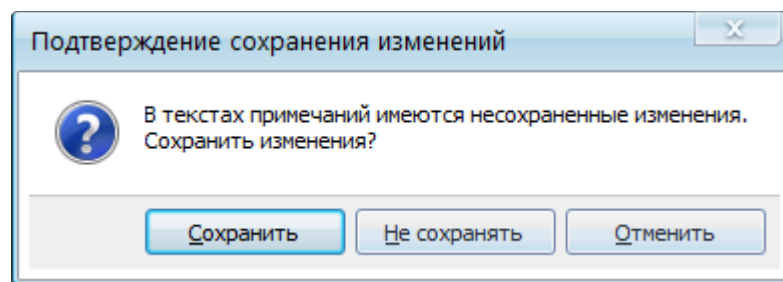 Подтверждение сохранения изменений
В текстах примечаний имеются несохраненные изменения.
Сохранить изменения?
Сохранить Не сохранять Отменить